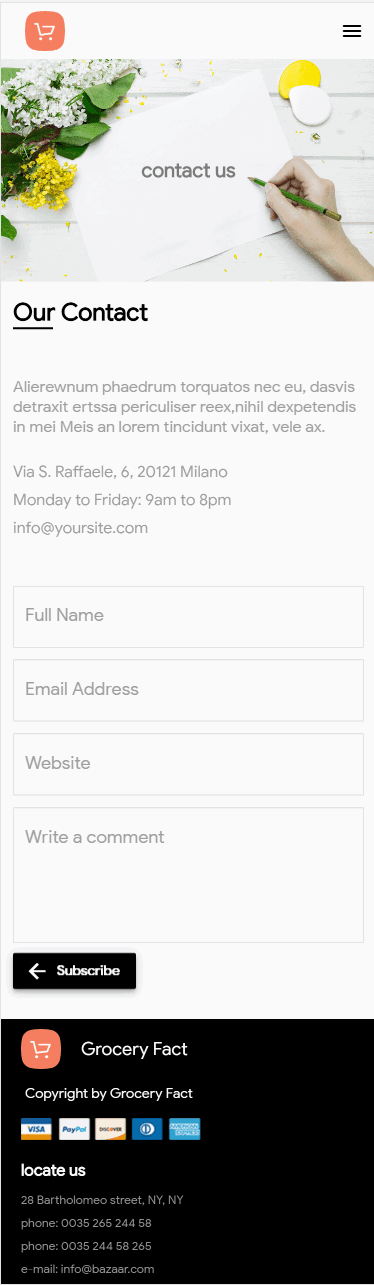 contact us
Our Contact
Alierewnum phaedrum torquatos nec eu, dasvis
detraxit ertssa periculiser reex,nihil dexpetendis
in mei Meis an lorem tincidunt vixat, vele ax.
Via S. Raffaele, 6, 20121 Milano
Monday to Friday: 9am to 8pm
info@yoursite.com
Full Name
Email Address
Website
Write a comment
Subscribe
Grocery Fact
Copyright by Grocery Fact
VISA PayPal DISCOVER AMERICAN EXPRESS
locate us
28 Bartholomeo street, NY, NY
phone: 0035 265 244 58
phone: 0035 244 58 265
e-mail: info@bazaar.com